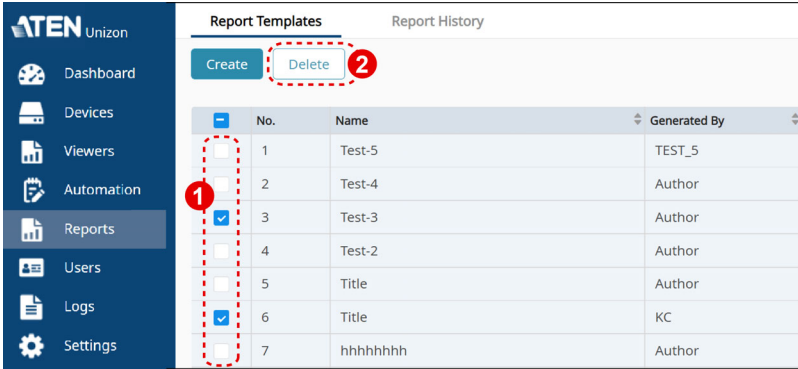 ATEN Unizon
Dashboard
Devices
Viewers
Automation
Reports
Users
Logs
Settings
Report Templates Report History
Create Delete 2
No. Name Generated By
1
1 Test-5 TEST_5
2 Test-4 Author
3 Test-3 Author
4 Test-2 Author
5 Title Author
6 Title KC
7 hhhhhhhh Author